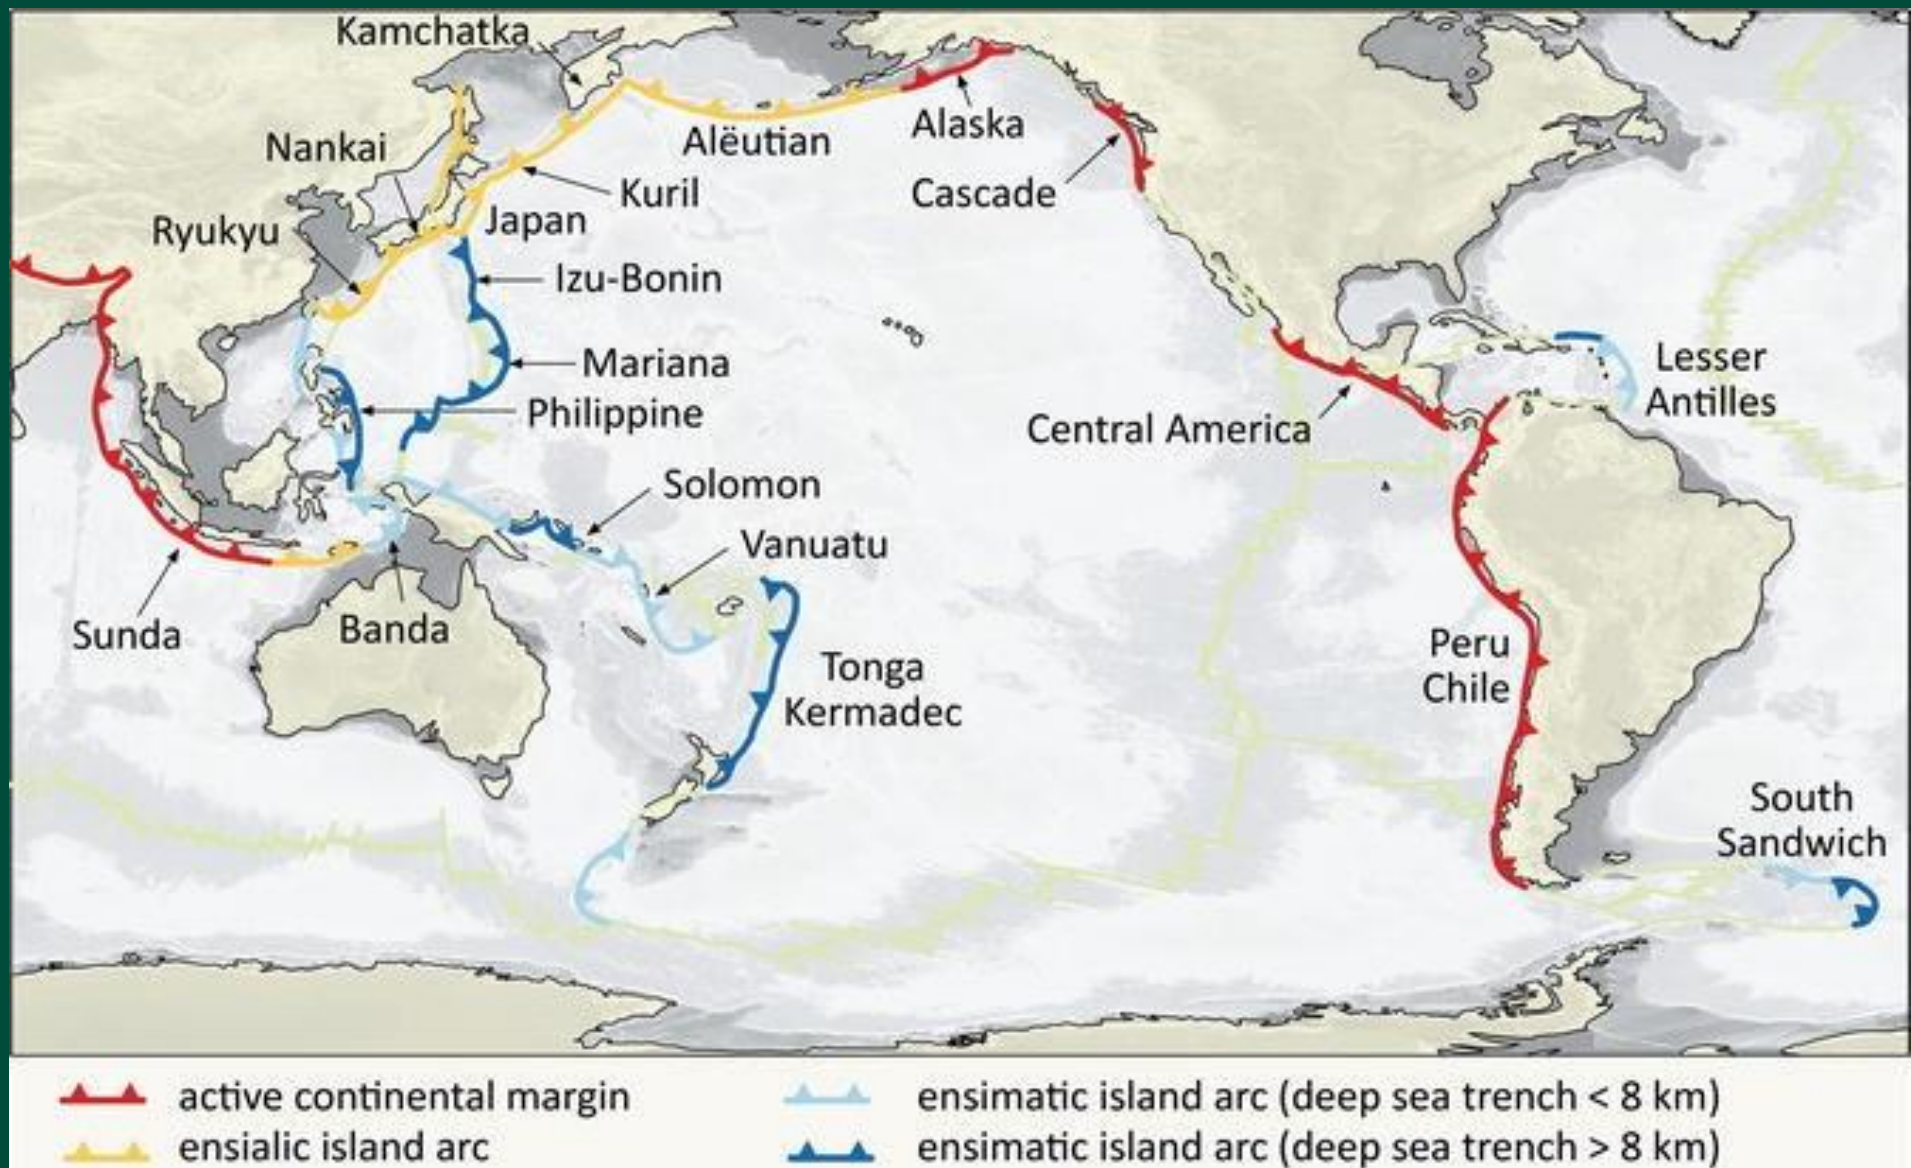 Kamchatka
Nankai
Alëutian
Alaska
Cascade
Kuril
Ryukyu
Japan
Izu-Bonin
Mariana
Philippine
Lesser
Antilles
Central America
Solomon
Vanuatu
Sunda
Banda
Tonga
Kermadec
Peru
Chile
South
Sandwich
active continental margin
ensimatic island arc (deep sea trench < 8 km)
ensialic island arc
ensimatic island arc (deep sea trench > 8 km)